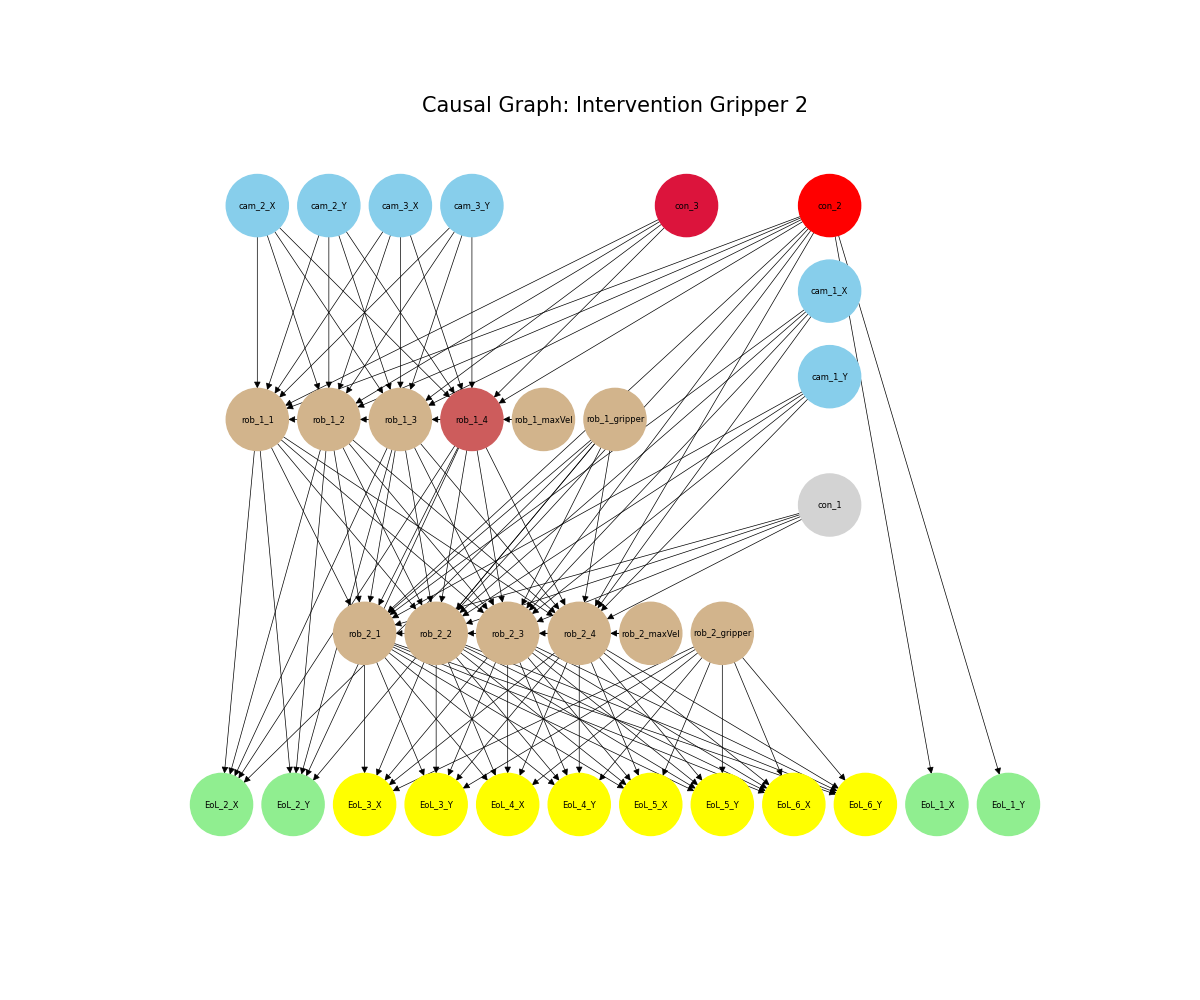 Causal Graph: Intervention Gripper 2
cam_2_X cam_2_Y cam_3_X cam_3_Y con_3 con_2
cam_1_X
cam_1_Y
rob_1_1 rob_1_2 rob_1_3 rob_1_4 rob_1_maxVel rob_1_gripper
con_1
rob_2_1 rob_2_2 rob_2_3 rob_2_4 rob_2_maxVel rob_2_gripper
EoL_2_X EoL_2_Y EoL_3_X EoL_3_Y EoL_4_X EoL_4_Y EoL_5_X EoL_5_Y EoL_6_X EoL_6_Y EoL_1_X EoL_1_Y